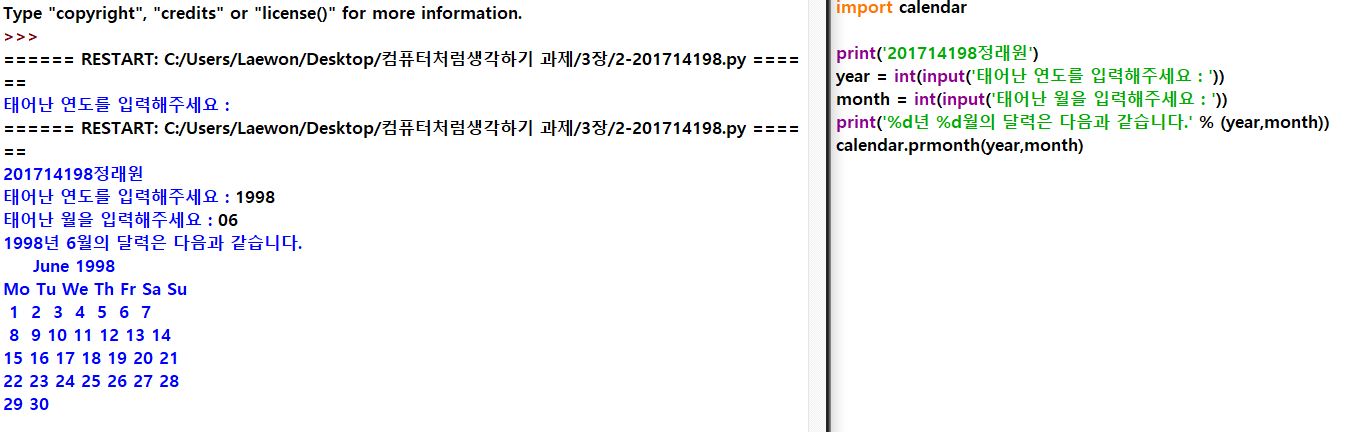 Type "copyright", "credits" or "license()" for more information.
>>>
====== RESTART: C:/Users/Laewon/Desktop/컴퓨터처럼생각하기 과제/3장/2-201714198.py ====
==
태어난 연도를 입력해주세요 :
====== RESTART: C:/Users/Laewon/Desktop/컴퓨터처럼생각하기 과제/3장/2-201714198.py ====
==
201714198정래원
태어난 연도를 입력해주세요 : 1998
태어난 월을 입력해주세요 : 06
1998년 6월의 달력은 다음과 같습니다.
     June 1998
Mo Tu We Th Fr Sa Su
 1  2  3  4  5  6  7
 8  9 10 11 12 13 14
15 16 17 18 19 20 21
22 23 24 25 26 27 28
29 30
import calendar

print('201714198정래원')
year = int(input('태어난 연도를 입력해주세요 : '))
month = int(input('태어난 월을 입력해주세요 : '))
print('%d년 %d월의 달력은 다음과 같습니다.' % (year,month))
calendar.prmonth(year,month)